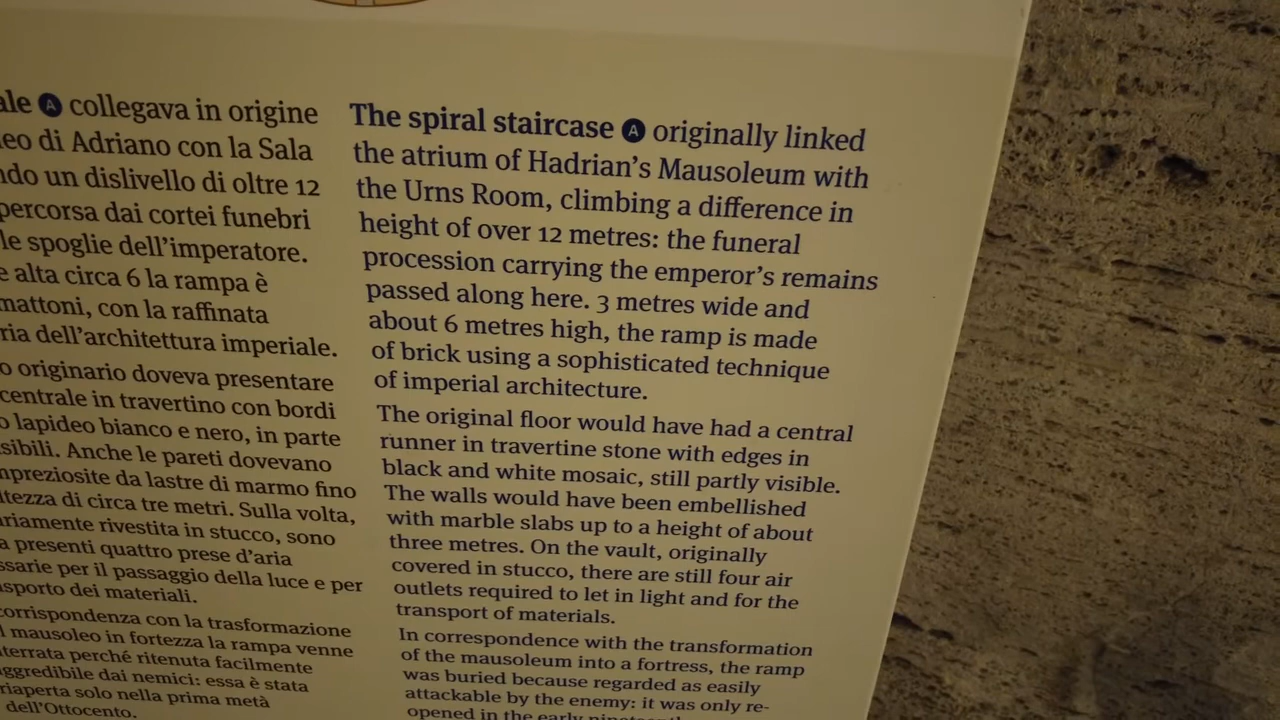 ale A collegava in origine
eo di Adriano con la Sala
ndo un dislivello di oltre 12
percorsa dai cortei funebri
le spoglie dell'imperatore.
e alta circa 6 la rampa è
mattoni, con la raffinata
ria dell'architettura imperiale.
o originario doveva presentare
centrale in travertino con bordi
o lapideo bianco e nero, in parte
sibili. Anche le pareti dovevano
mpreziosite da lastre di marmo fino
ltezza di circa tre metri. Sulla volta,
ariamente rivestita in stucco, sono
a presenti quattro prese d'aria
ssarie per il passaggio della luce e per
asporto dei materiali.
corrispondenza con la trasformazione
l mausoleo in fortezza la rampa venne
nterrata perché ritenuta facilmente
aggredibile dai nemici: essa è stata
riaperta solo nella prima metà
dell'Ottocento.
The spiral staircase A originally linked
the atrium of Hadrian's Mausoleum with
the Urns Room, climbing a difference in
height of over 12 metres: the funeral
procession carrying the emperor's remains
passed along here. 3 metres wide and
about 6 metres high, the ramp is made
of brick using a sophisticated technique
of imperial architecture.
The original floor would have had a central
runner in travertine stone with edges in
black and white mosaic, still partly visible.
The walls would have been embellished
with marble slabs up to a height of about
three metres. On the vault, originally
covered in stucco, there are still four air
outlets required to let in light and for the
transport of materials.
In correspondence with the transformation
of the mausoleum into a fortress, the ramp
was buried because regarded as easily
attackable by the enemy: it was only re-
opened in the early